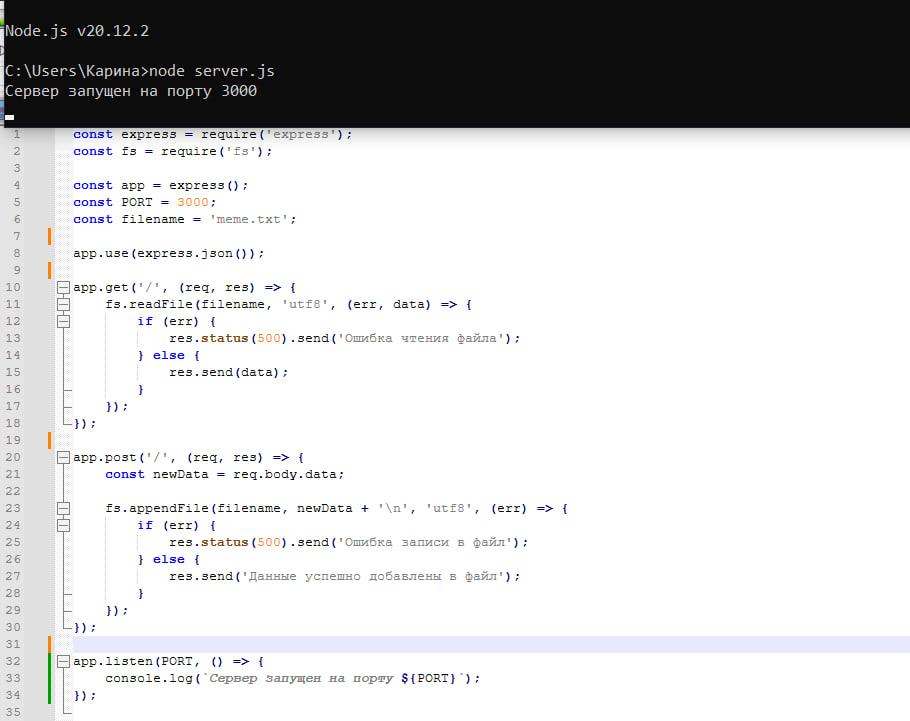 Node.js v20.12.2
C:\Users\Карина>node server.js
Сервер запущен на порту 3000
1 const express = require('express');
2 const fs = require('fs');
3
4 const app = express();
5 const PORT = 3000;
6 const filename = 'meme.txt';
7
8 app.use(express.json());
9
10 app.get('/', (req, res) => {
11 fs.readFile(filename, 'utf8', (err, data) => {
12 if (err) {
13 res.status(500).send('Ошибка чтения файла');
14 } else {
15 res.send(data);
16 }
17 });
18 });
19
20 app.post('/', (req, res) => {
21 const newData = req.body.data;
22
23 fs.appendFile(filename, newData + '\n', 'utf8', (err) => {
24 if (err) {
25 res.status(500).send('Ошибка записи в файл');
26 } else {
27 res.send('Данные успешно добавлены в файл');
28 }
29 });
30 });
31
32 app.listen(PORT, () => {
33 console.log(`Сервер запущен на порту ${PORT}`);
34 });
35